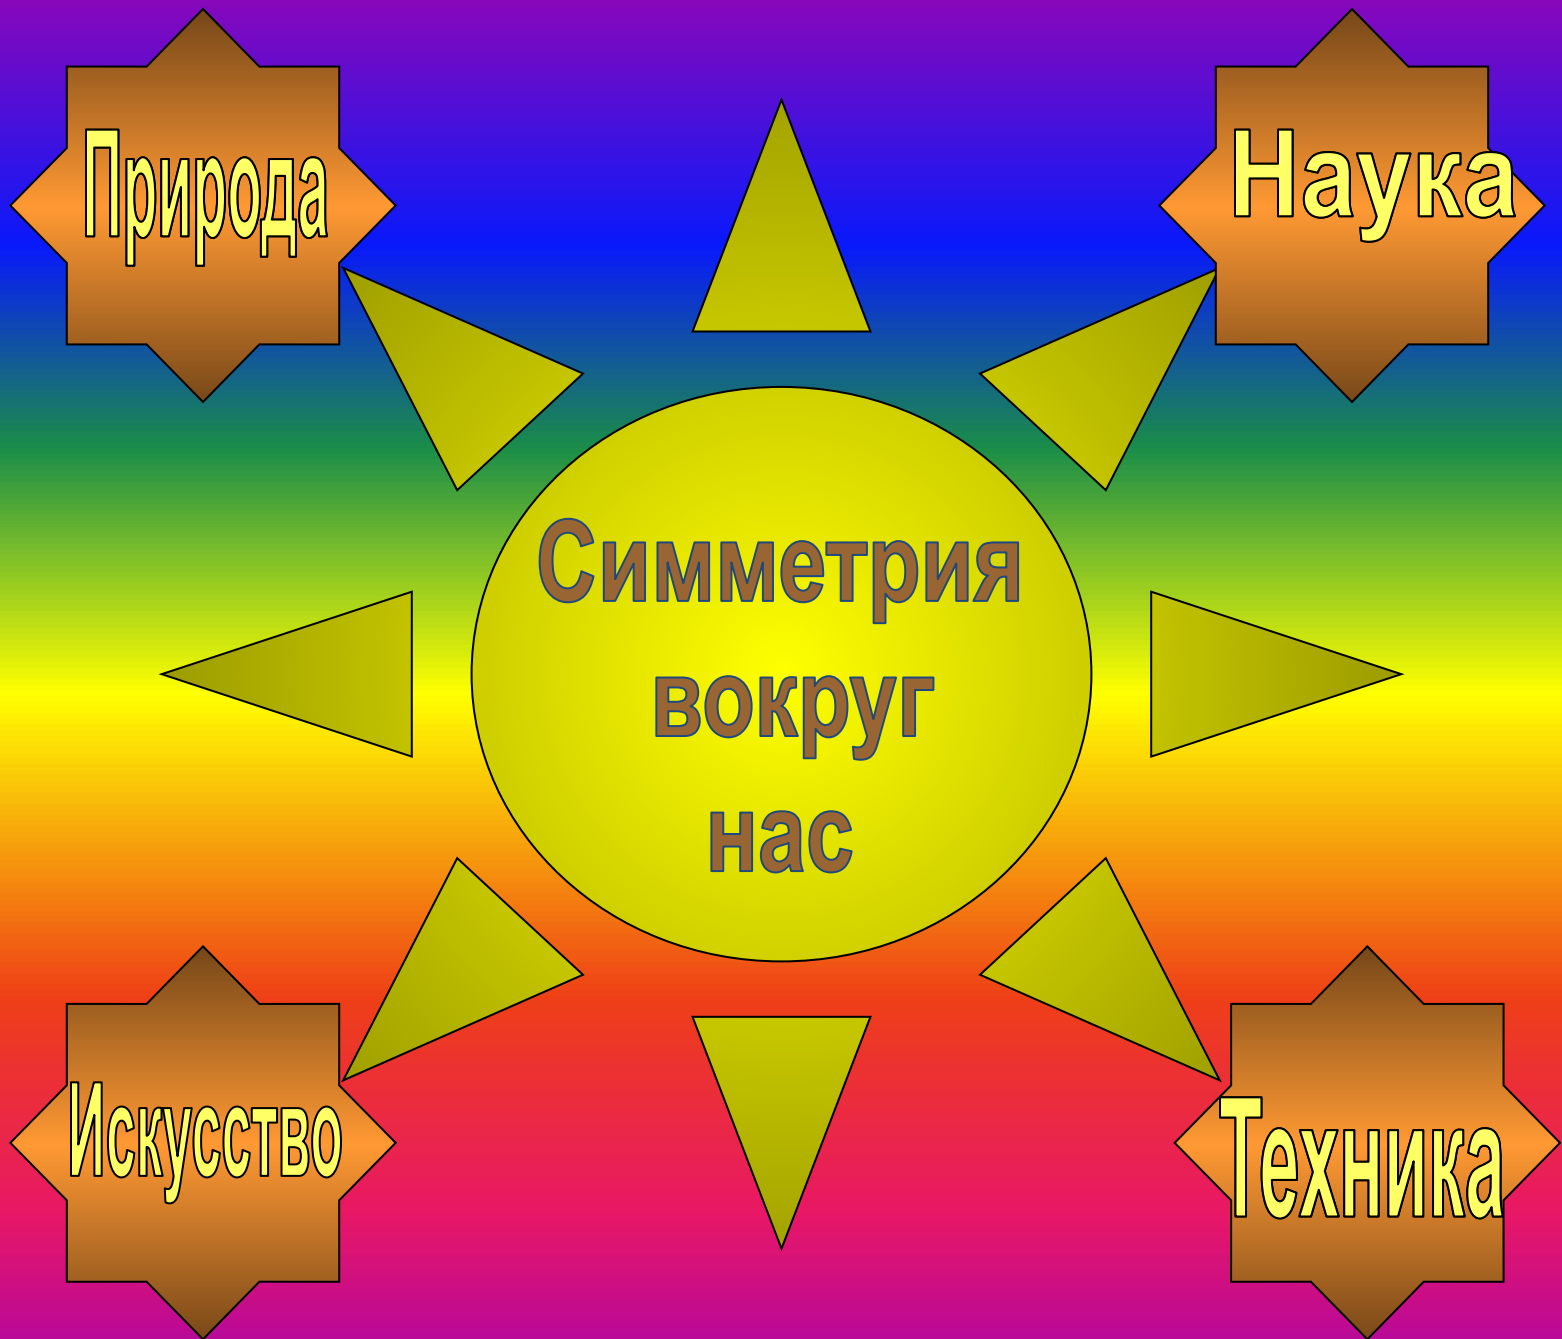 Природа
Наука
Симметрия
вокруг
нас
Искусство
Техника